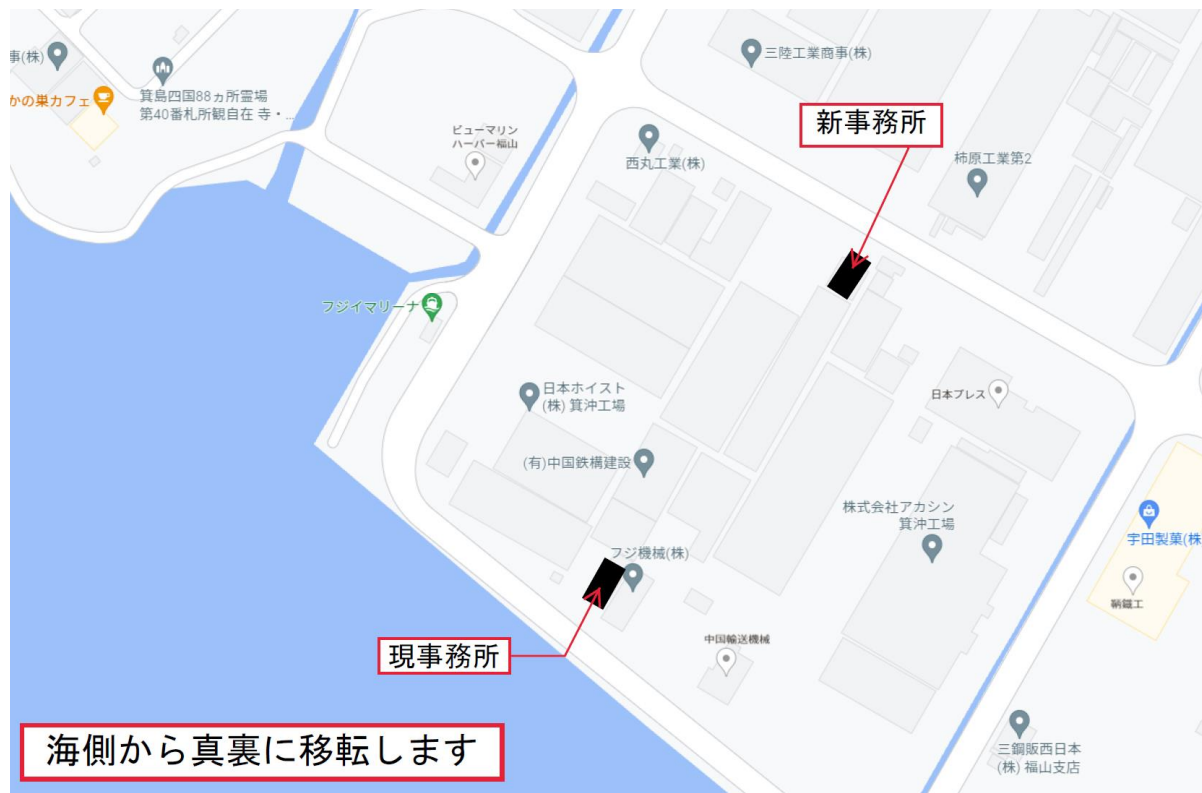 三陸工業商事(株)
事(株)
箕島四国88ヵ所霊場
第40番札所観自在 寺・...
かの巣カフェ
新事務所
ビューマリン
ハーバー福山
西丸工業(株)
柿原工業第2
フジイマリーナ
日本ホイスト
(株) 箕沖工場
日本プレス
(有)中国鉄構建設
株式会社アカシン
箕沖工場
宇田製菓(株
フジ機械(株)
鞆鐵工
中国輸送機械
現事務所
海側から真裏に移転します
三鋼販西日本
(株) 福山支店